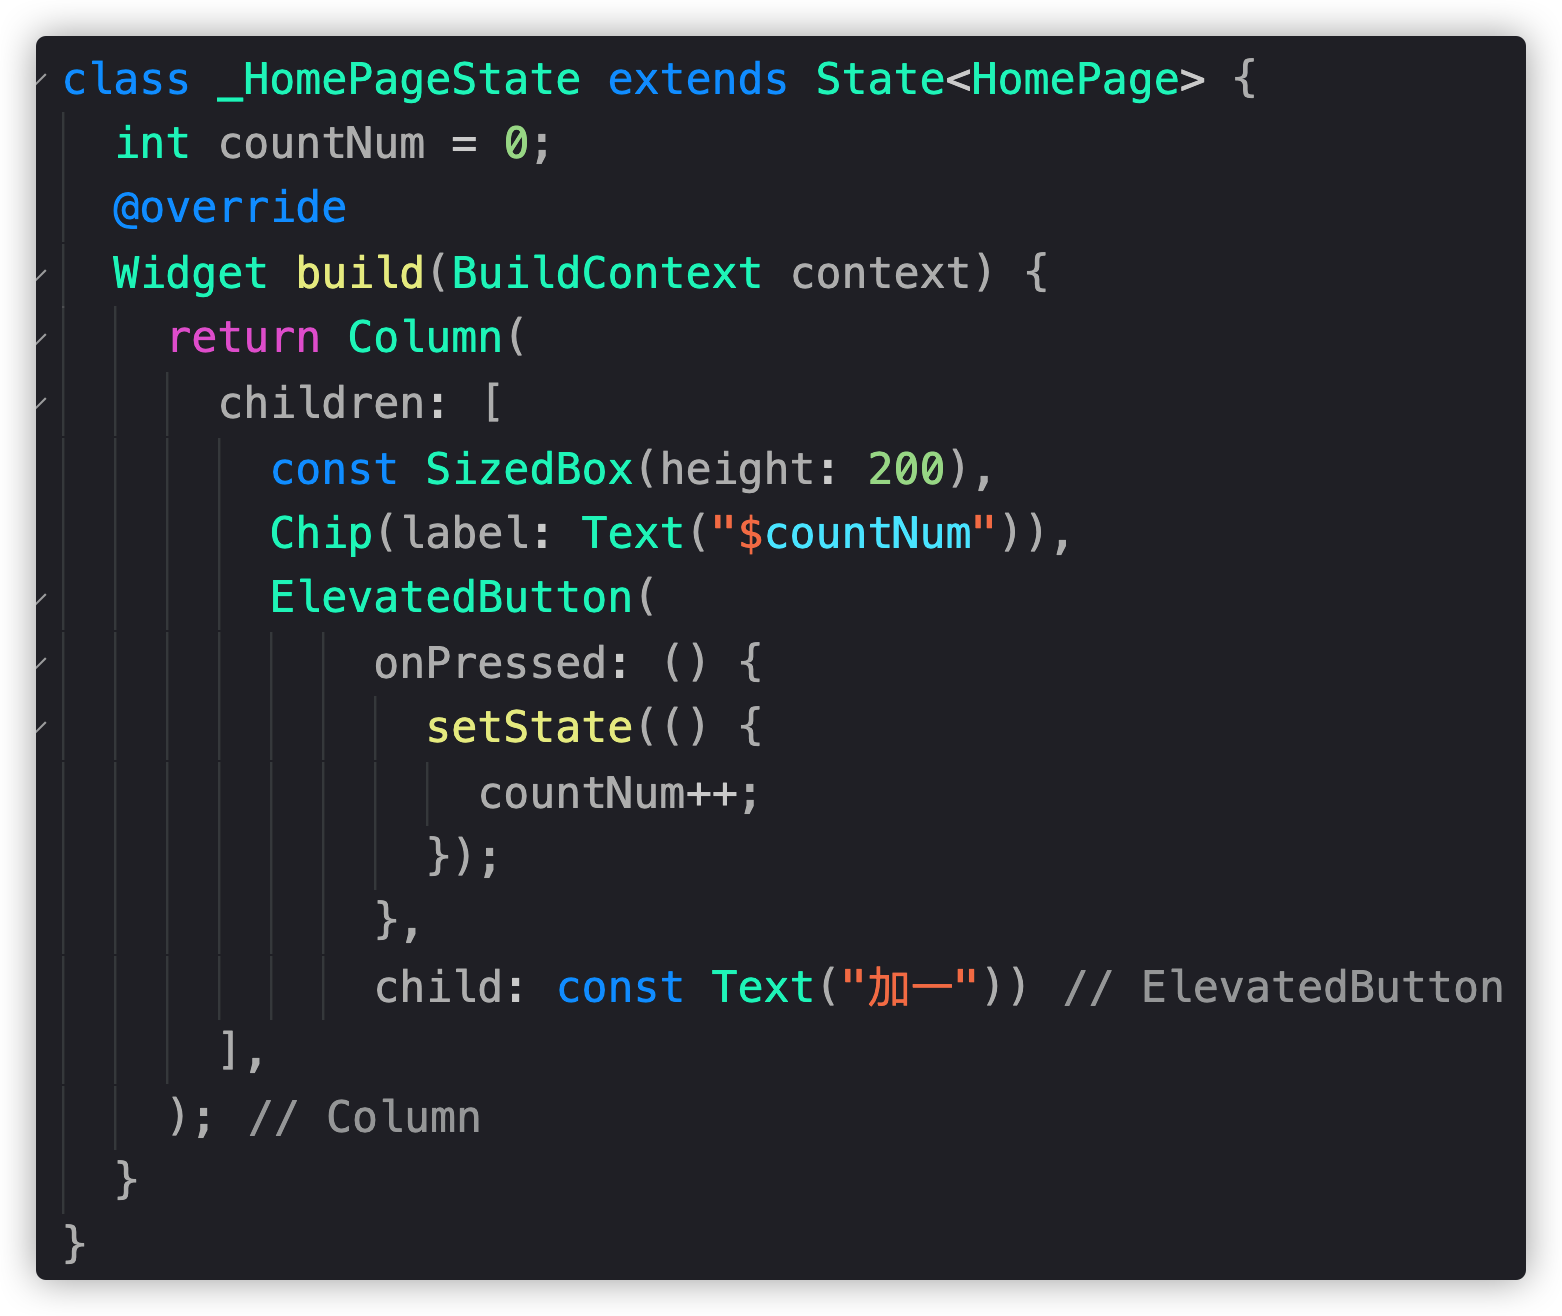 class _HomePageState extends State<HomePage> {
  int countNum = 0;
  @override
  Widget build(BuildContext context) {
    return Column(
      children: [
        const SizedBox(height: 200),
        Chip(label: Text("$countNum")),
        ElevatedButton(
            onPressed: () {
              setState(() {
                countNum++;
              });
            },
            child: const Text("加一")) // ElevatedButton
      ],
    ); // Column
  }
}